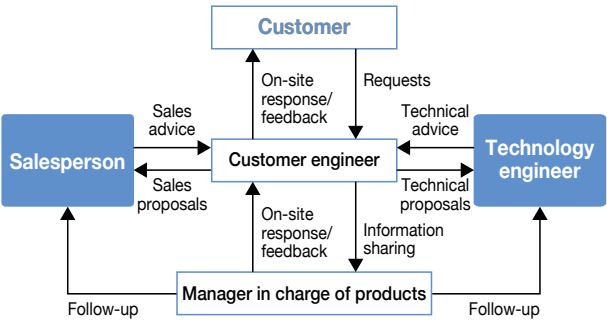 Customer
On-site
response/
feedback
Requests
Sales
advice
Technical
advice
Salesperson
Customer engineer
Technology
engineer
Sales
proposals
Technical
proposals
On-site
response/
feedback
Information
sharing
Manager in charge of products
Follow-up
Follow-up